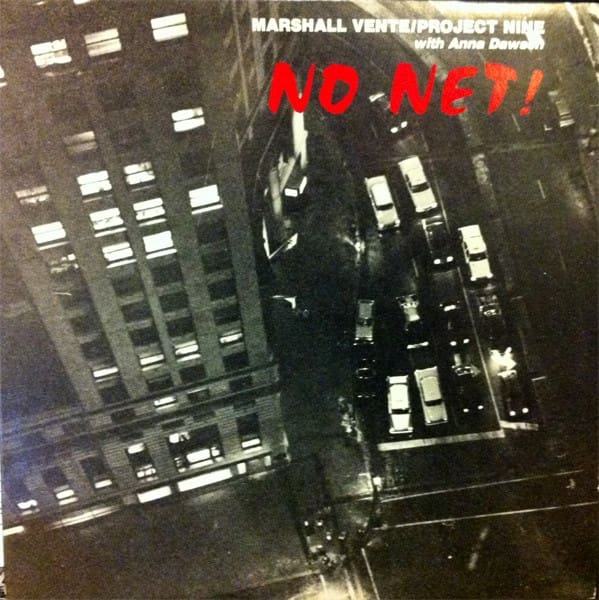 MARSHALL VENTE/PROJECT NINE
with Anna Dawson
NO NET!